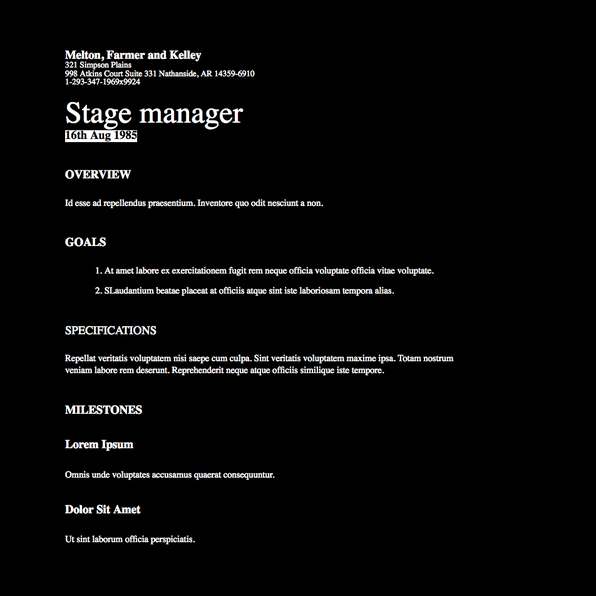 Melton, Farmer and Kelley
321 Simpson Plains
998 Atkins Court Suite 331 Nathanside, AR 14359-6910
1-293-347-1969x9924
Stage manager
16th Aug 1985
OVERVIEW
Id esse ad repellendus praesentium. Inventore quo odit nesciunt a non.
GOALS
1. At amet labore ex exercitationem fugit rem neque officia voluptate officia vitae voluptate.
2. SLaudantium beatae placeat at officiis atque sint iste laboriosam tempora alias.
SPECIFICATIONS
Repellat veritatis voluptatem nisi saepe cum culpa. Sint veritatis voluptatem maxime ipsa. Totam nostrum
veniam labore rem deserunt. Reprehenderit neque atque officiis similique iste tempore.
MILESTONES
Lorem Ipsum
Omnis unde voluptates accusamus quaerat consequuntur.
Dolor Sit Amet
Ut sint laborum officia perspiciatis.